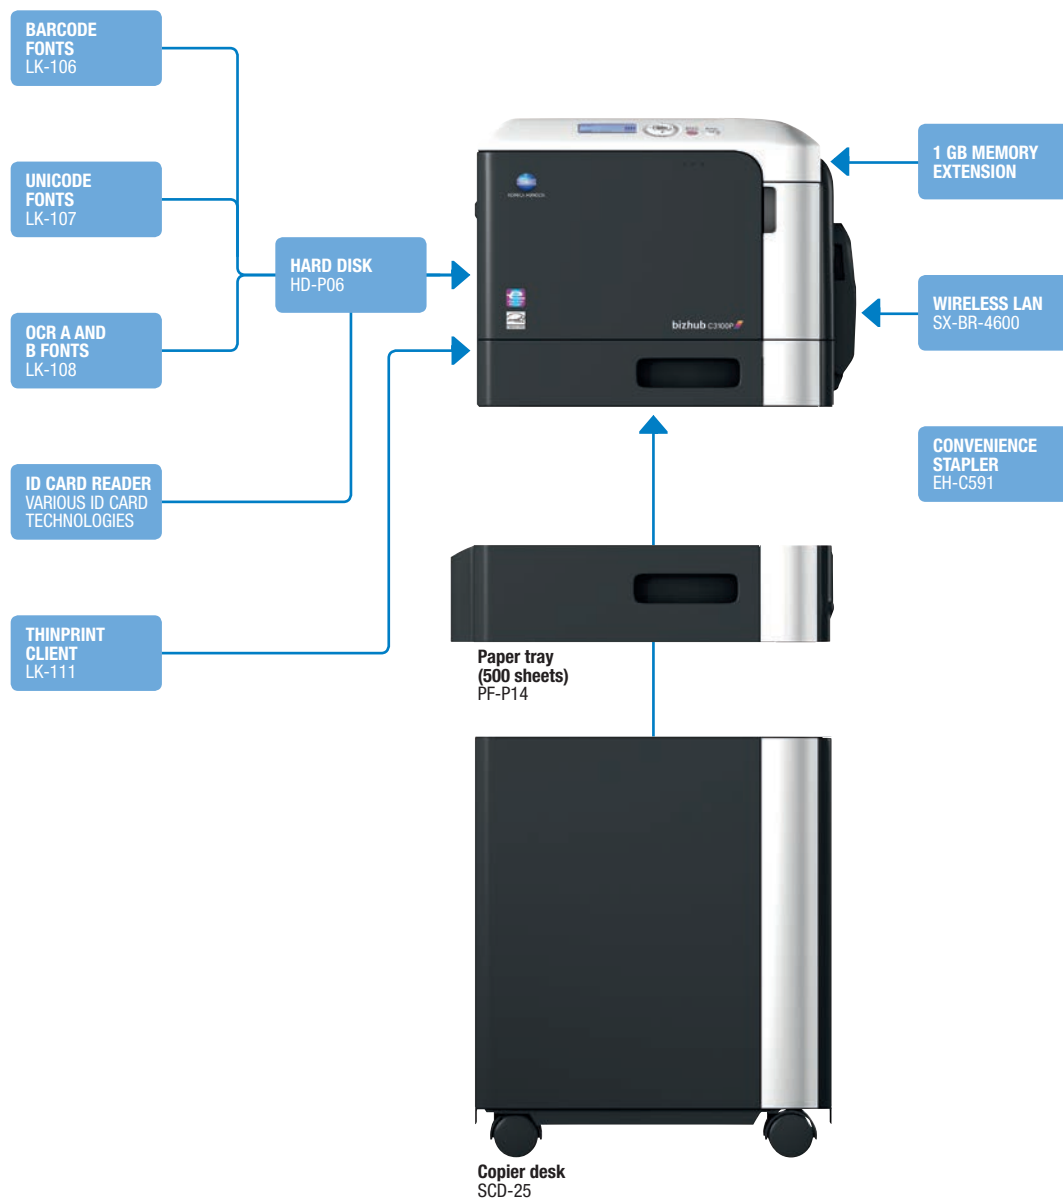 BARCODE
FONTS
LK-106
UNICODE
FONTS
LK-107
OCR A AND
B FONTS
LK-108
ID CARD READER
VARIOUS ID CARD
TECHNOLOGIES
THINPRINT
CLIENT
LK-111
HARD DISK
HD-P06
KONICA MINOLTA
bizhub C3100P
1 GB MEMORY
EXTENSION
WIRELESS LAN
SX-BR-4600
CONVENIENCE
STAPLER
EH-C591
Paper tray
(500 sheets)
PF-P14
Copier desk
SCD-25